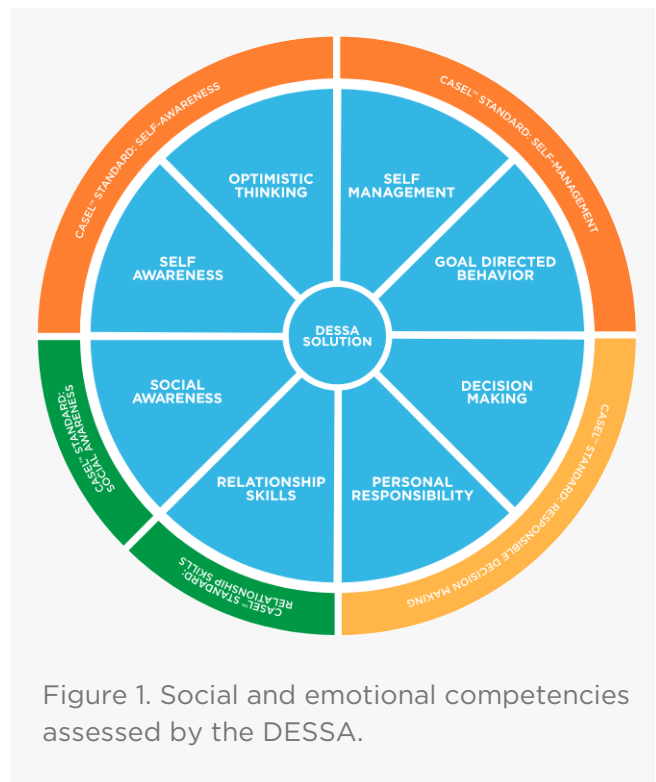 CASEL™ STANDARD: SELF-AWARENESS
CASEL™ STANDARD: SELF-MANAGEMENT
OPTIMISTIC
THINKING
SELF
MANAGEMENT
SELF
AWARENESS
GOAL DIRECTED
BEHAVIOR
DESSA
SOLUTION
SOCIAL
AWARENESS
DECISION
MAKING
RELATIONSHIP
SKILLS
PERSONAL
RESPONSIBILITY
CASEL™ STANDARD:
SOCIAL AWARENESS
CASEL™ STANDARD:
RELATIONSHIP SKILLS
CASEL™ STANDARD: RESPONSIBLE DECISION MAKING
Figure 1. Social and emotional competencies
assessed by the DESSA.